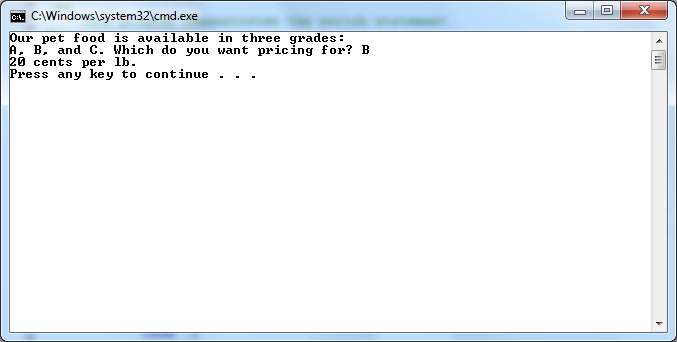 C:\Windows\system32\cmd.exe
Our pet food is available in three grades:
A, B, and C. Which do you want pricing for? B
20 cents per lb.
Press any key to continue . . .